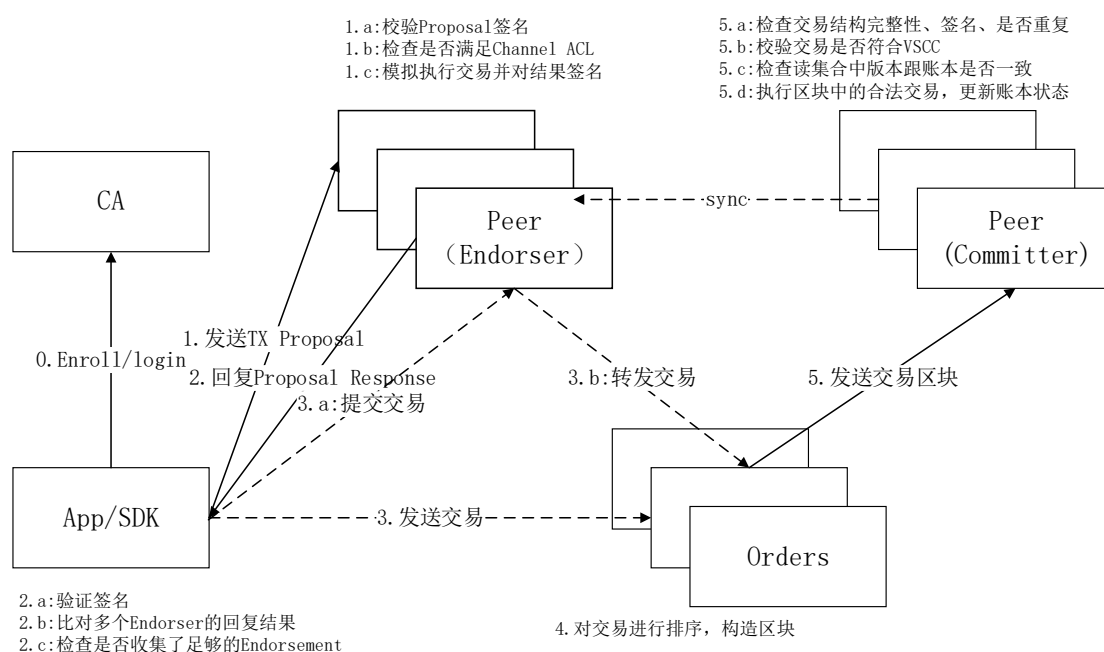 1.a:校验Proposal签名
1.b:检查是否满足Channel ACL
1.c:模拟执行交易并对结果签名
5.a:检查交易结构完整性、签名、是否重复
5.b:校验交易是否符合VSCC
5.c:检查读集合中版本跟账本是否一致
5.d:执行区块中的合法交易，更新账本状态
CA
sync
Peer
（Endorser）
Peer
(Committer)
0.Enroll/login
1.发送TX Proposal
2.回复Proposal Response
3.a:提交交易
3.b:转发交易
5.发送交易区块
App/SDK
3.发送交易
Orders
2.a:验证签名
2.b:比对多个Endorser的回复结果
2.c:检查是否收集了足够的Endorsement
4.对交易进行排序，构造区块